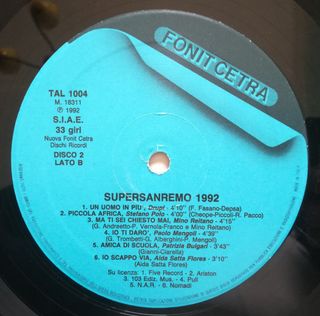 FONIT CETRA
TAL 1004
M. 18311
Ⓟ 1992
S.I.A.E.
33 giri
Nuova Fonit Cetra
Dischi Ricordi
DISCO 2
LATO B
SUPERSANREMO 1992
1. UN UOMO IN PIU', Drupi - 4'10" (F. Fasano-Depsa)
2. PICCOLA AFRICA, Stefano Polo - 4'00" (Cheope-Piccoli-R. Pacco)
3. MA TI SEI CHIESTO MAI, Mino Reitano - 4'15"
(G. Andreetto-P. Vernola-Franco e Mino Reitano)
4. IO TI DARO', Paolo Mengoli - 4'39"
(G. Trombetti-G. Alberghini-P. Mengoli)
5. AMICA DI SCUOLA, Patrizia Bulgari - 3'43"
(Gianni-Ciarella)
6. IO SCAPPO VIA, Aida Satta Flores - 3'10"
(Aida Satta Flores)
Su licenza: 1. Five Record - 2. Ariston
3. 103 Ediz. Mus. - 4. Pull
5. N.A.R. - 6. Nomadi